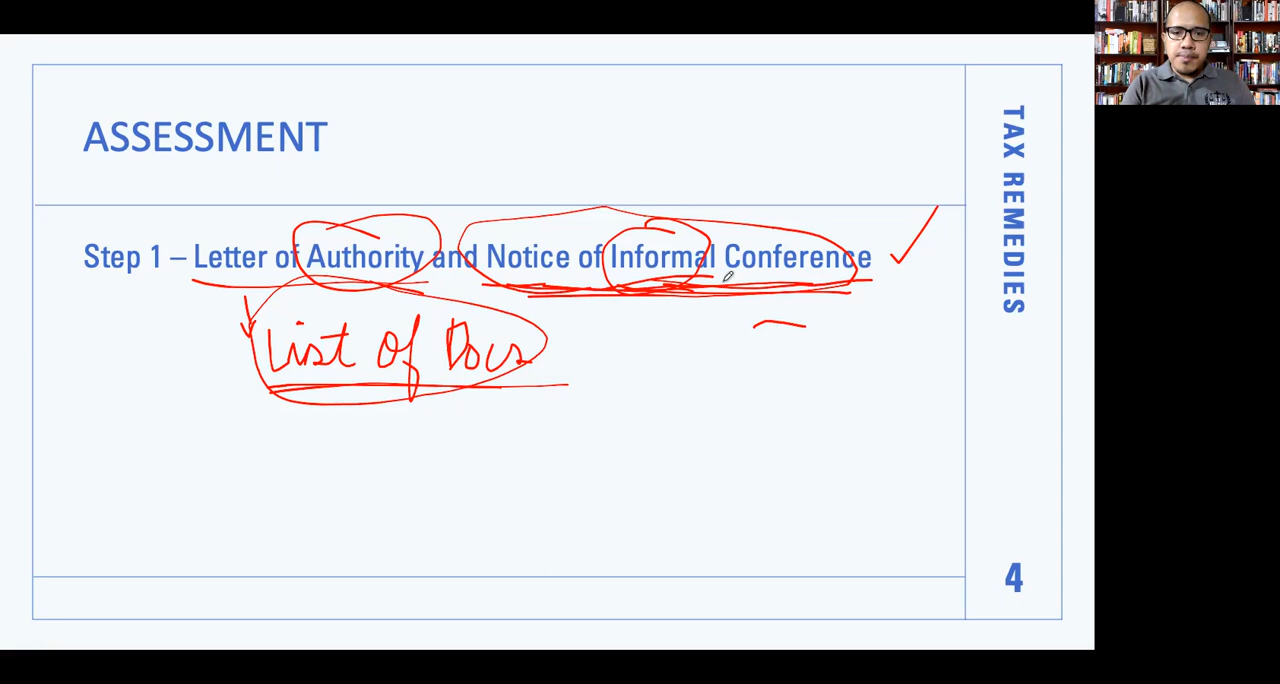 ASSESSMENT
Step 1 – Letter of Authority and Notice of Informal Conference
List of Docs
TAX REMEDIES
4